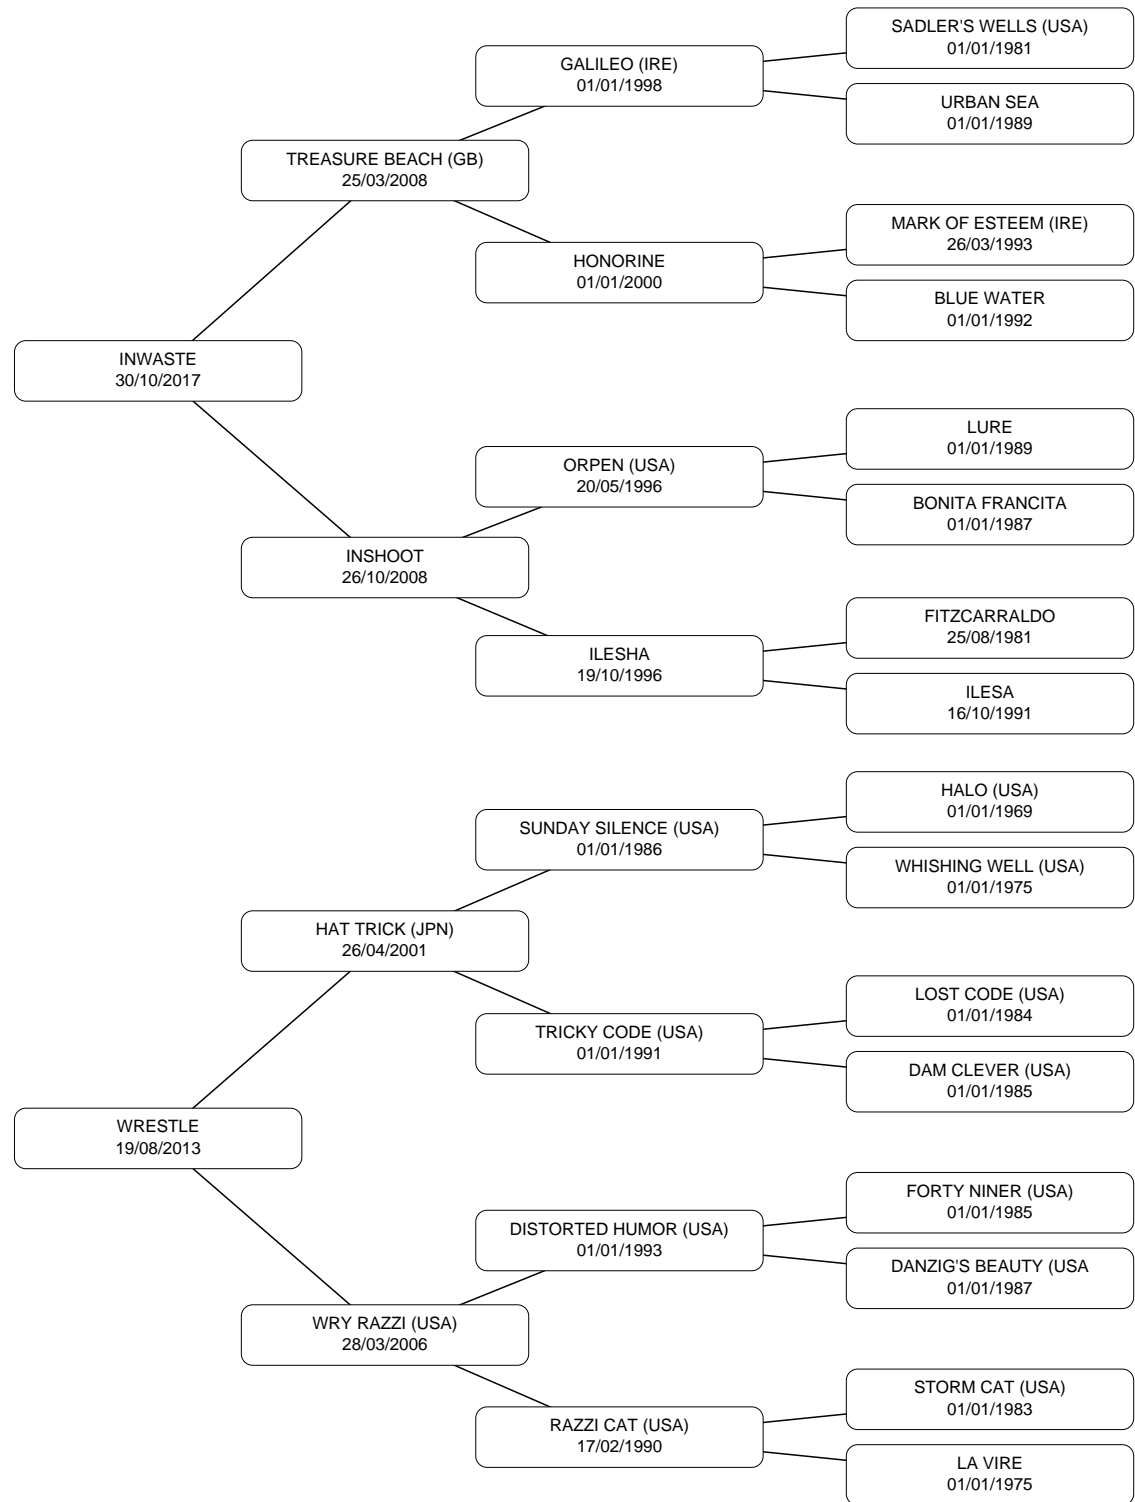 SADLER'S WELLS (USA)
01/01/1981
GALILEO (IRE)
01/01/1998
URBAN SEA
01/01/1989
TREASURE BEACH (GB)
25/03/2008
MARK OF ESTEEM (IRE)
26/03/1993
HONORINE
01/01/2000
BLUE WATER
01/01/1992
INWASTE
30/10/2017
LURE
01/01/1989
ORPEN (USA)
20/05/1996
BONITA FRANCITA
01/01/1987
INSHOOT
26/10/2008
FITZCARRALDO
25/08/1981
ILESHA
19/10/1996
ILESA
16/10/1991
HALO (USA)
01/01/1969
SUNDAY SILENCE (USA)
01/01/1986
WHISHING WELL (USA)
01/01/1975
HAT TRICK (JPN)
26/04/2001
LOST CODE (USA)
01/01/1984
TRICKY CODE (USA)
01/01/1991
DAM CLEVER (USA)
01/01/1985
WRESTLE
19/08/2013
FORTY NINER (USA)
01/01/1985
DISTORTED HUMOR (USA)
01/01/1993
DANZIG'S BEAUTY (USA
01/01/1987
WRY RAZZI (USA)
28/03/2006
STORM CAT (USA)
01/01/1983
RAZZI CAT (USA)
17/02/1990
LA VIRE
01/01/1975